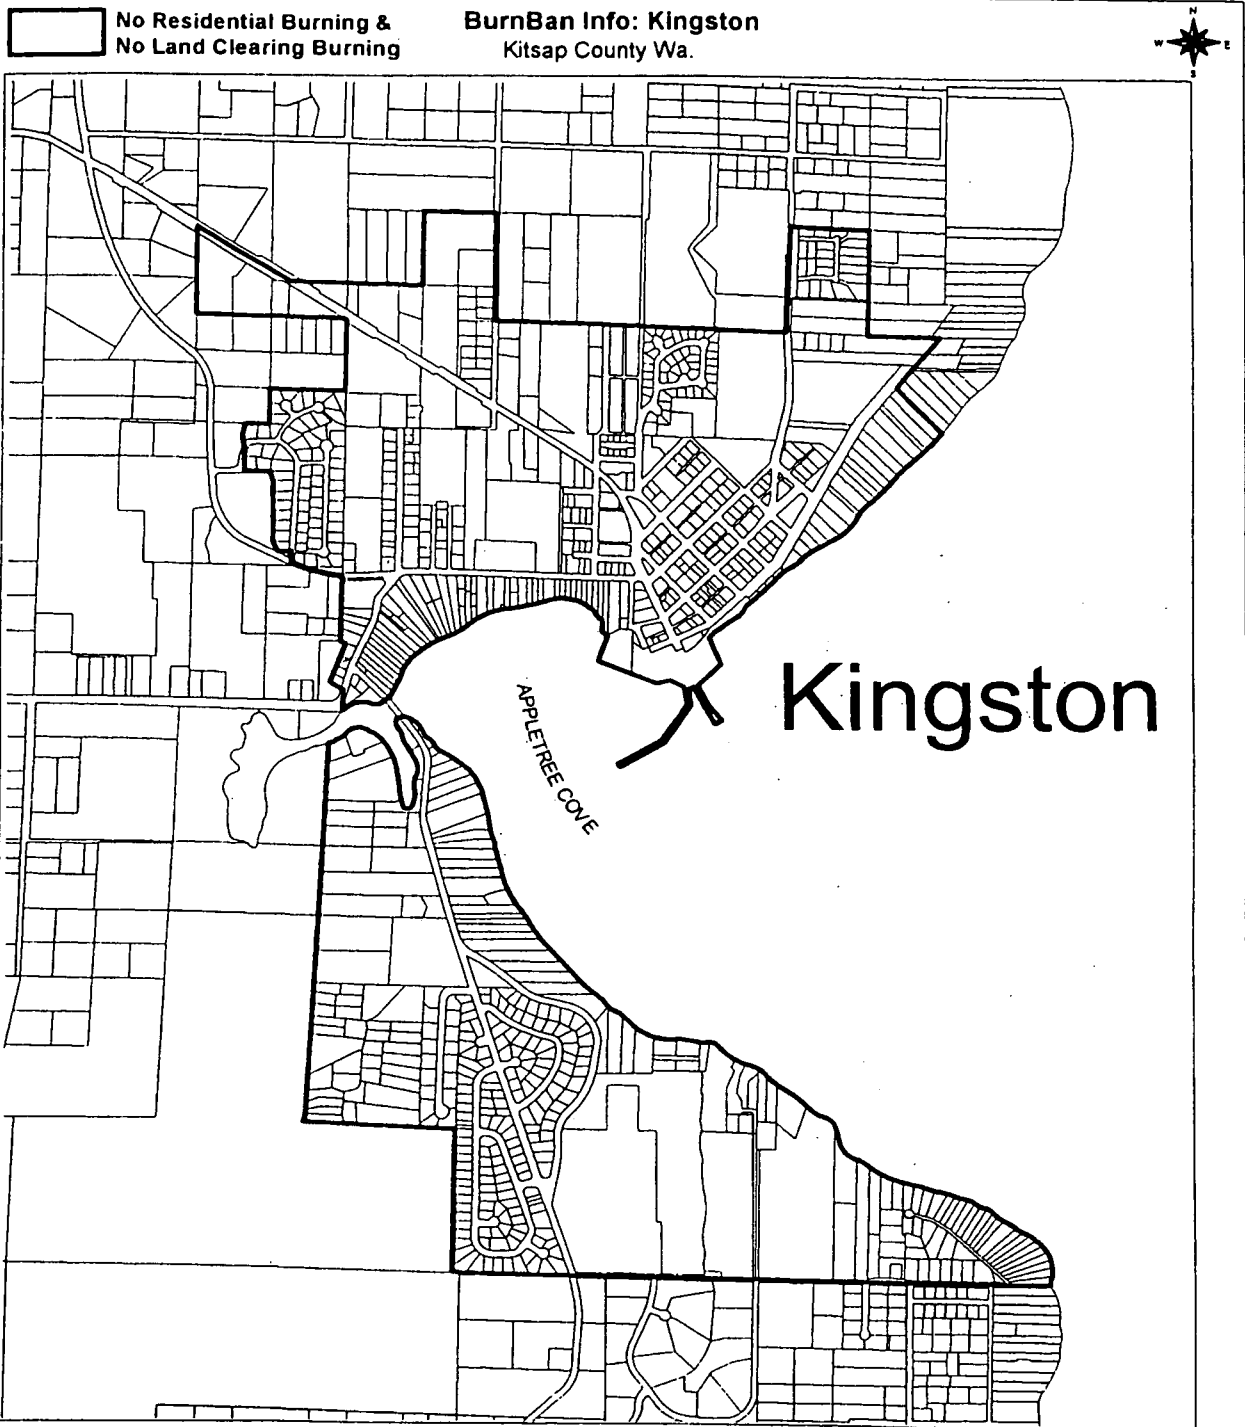 No Residential Burning &
No Land Clearing Burning
BurnBan Info: Kingston
Kitsap County Wa.
N
W
E
S
Kingston
APPLETREE COVE